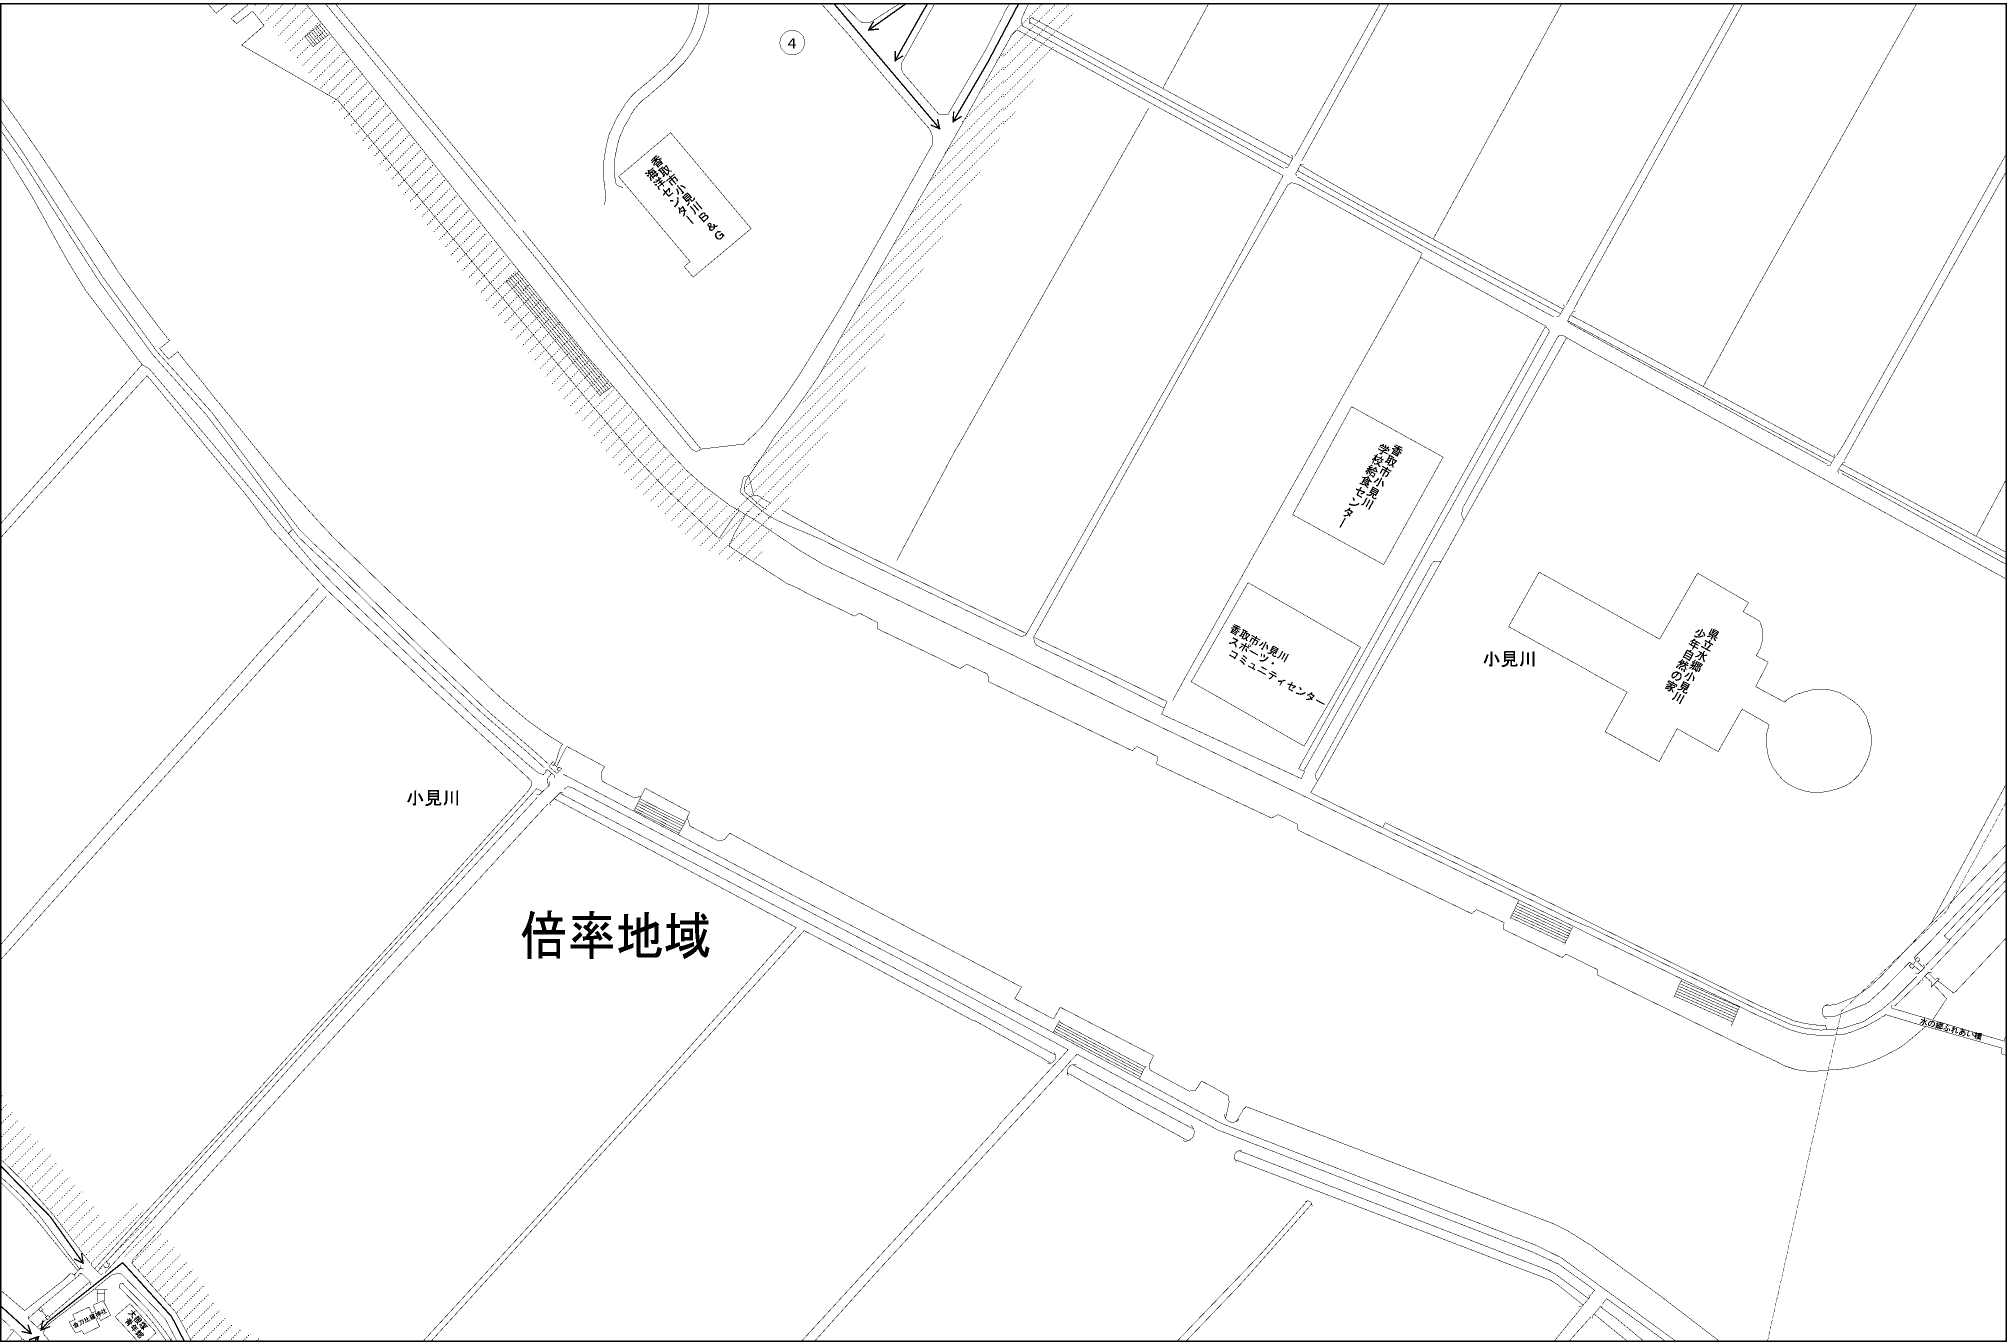 ④
香取市小見川B&G
海洋センター
香取市小見川
学校給食センター
香取市小見川
スポーツ・
コミュニティセンター
小見川
県立水郷小見川
少年自然の家
小見川
倍率地域
水の郷ふれあい橋